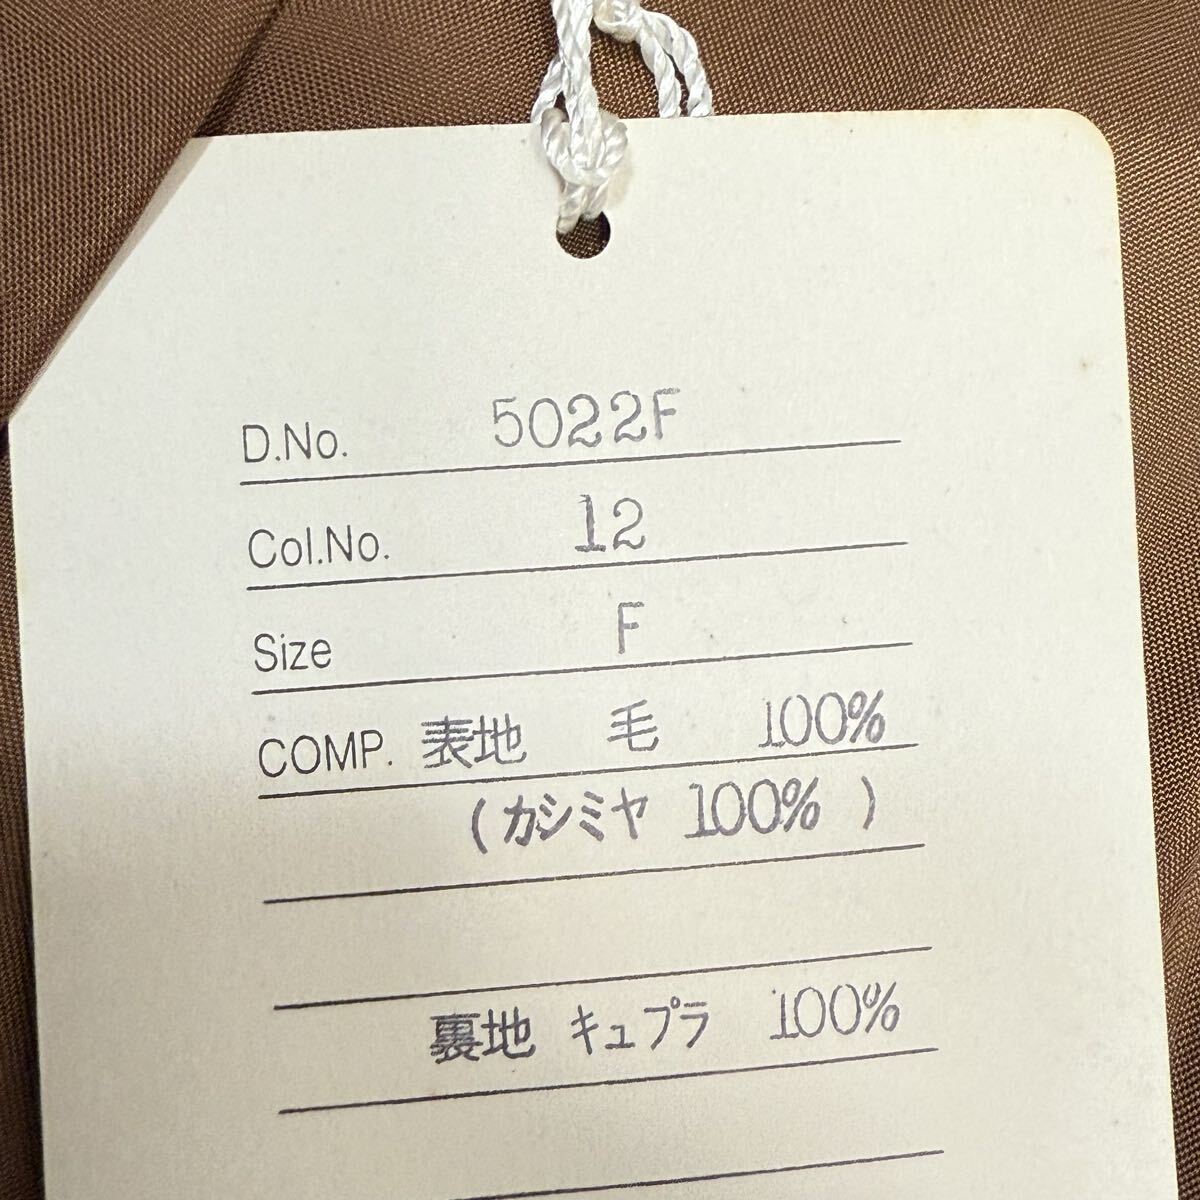 D.No. 5022F
Col.No. 12
Size F
COMP. 表地 毛 100%
(カシミヤ 100% )
裏地 キュプラ 100%